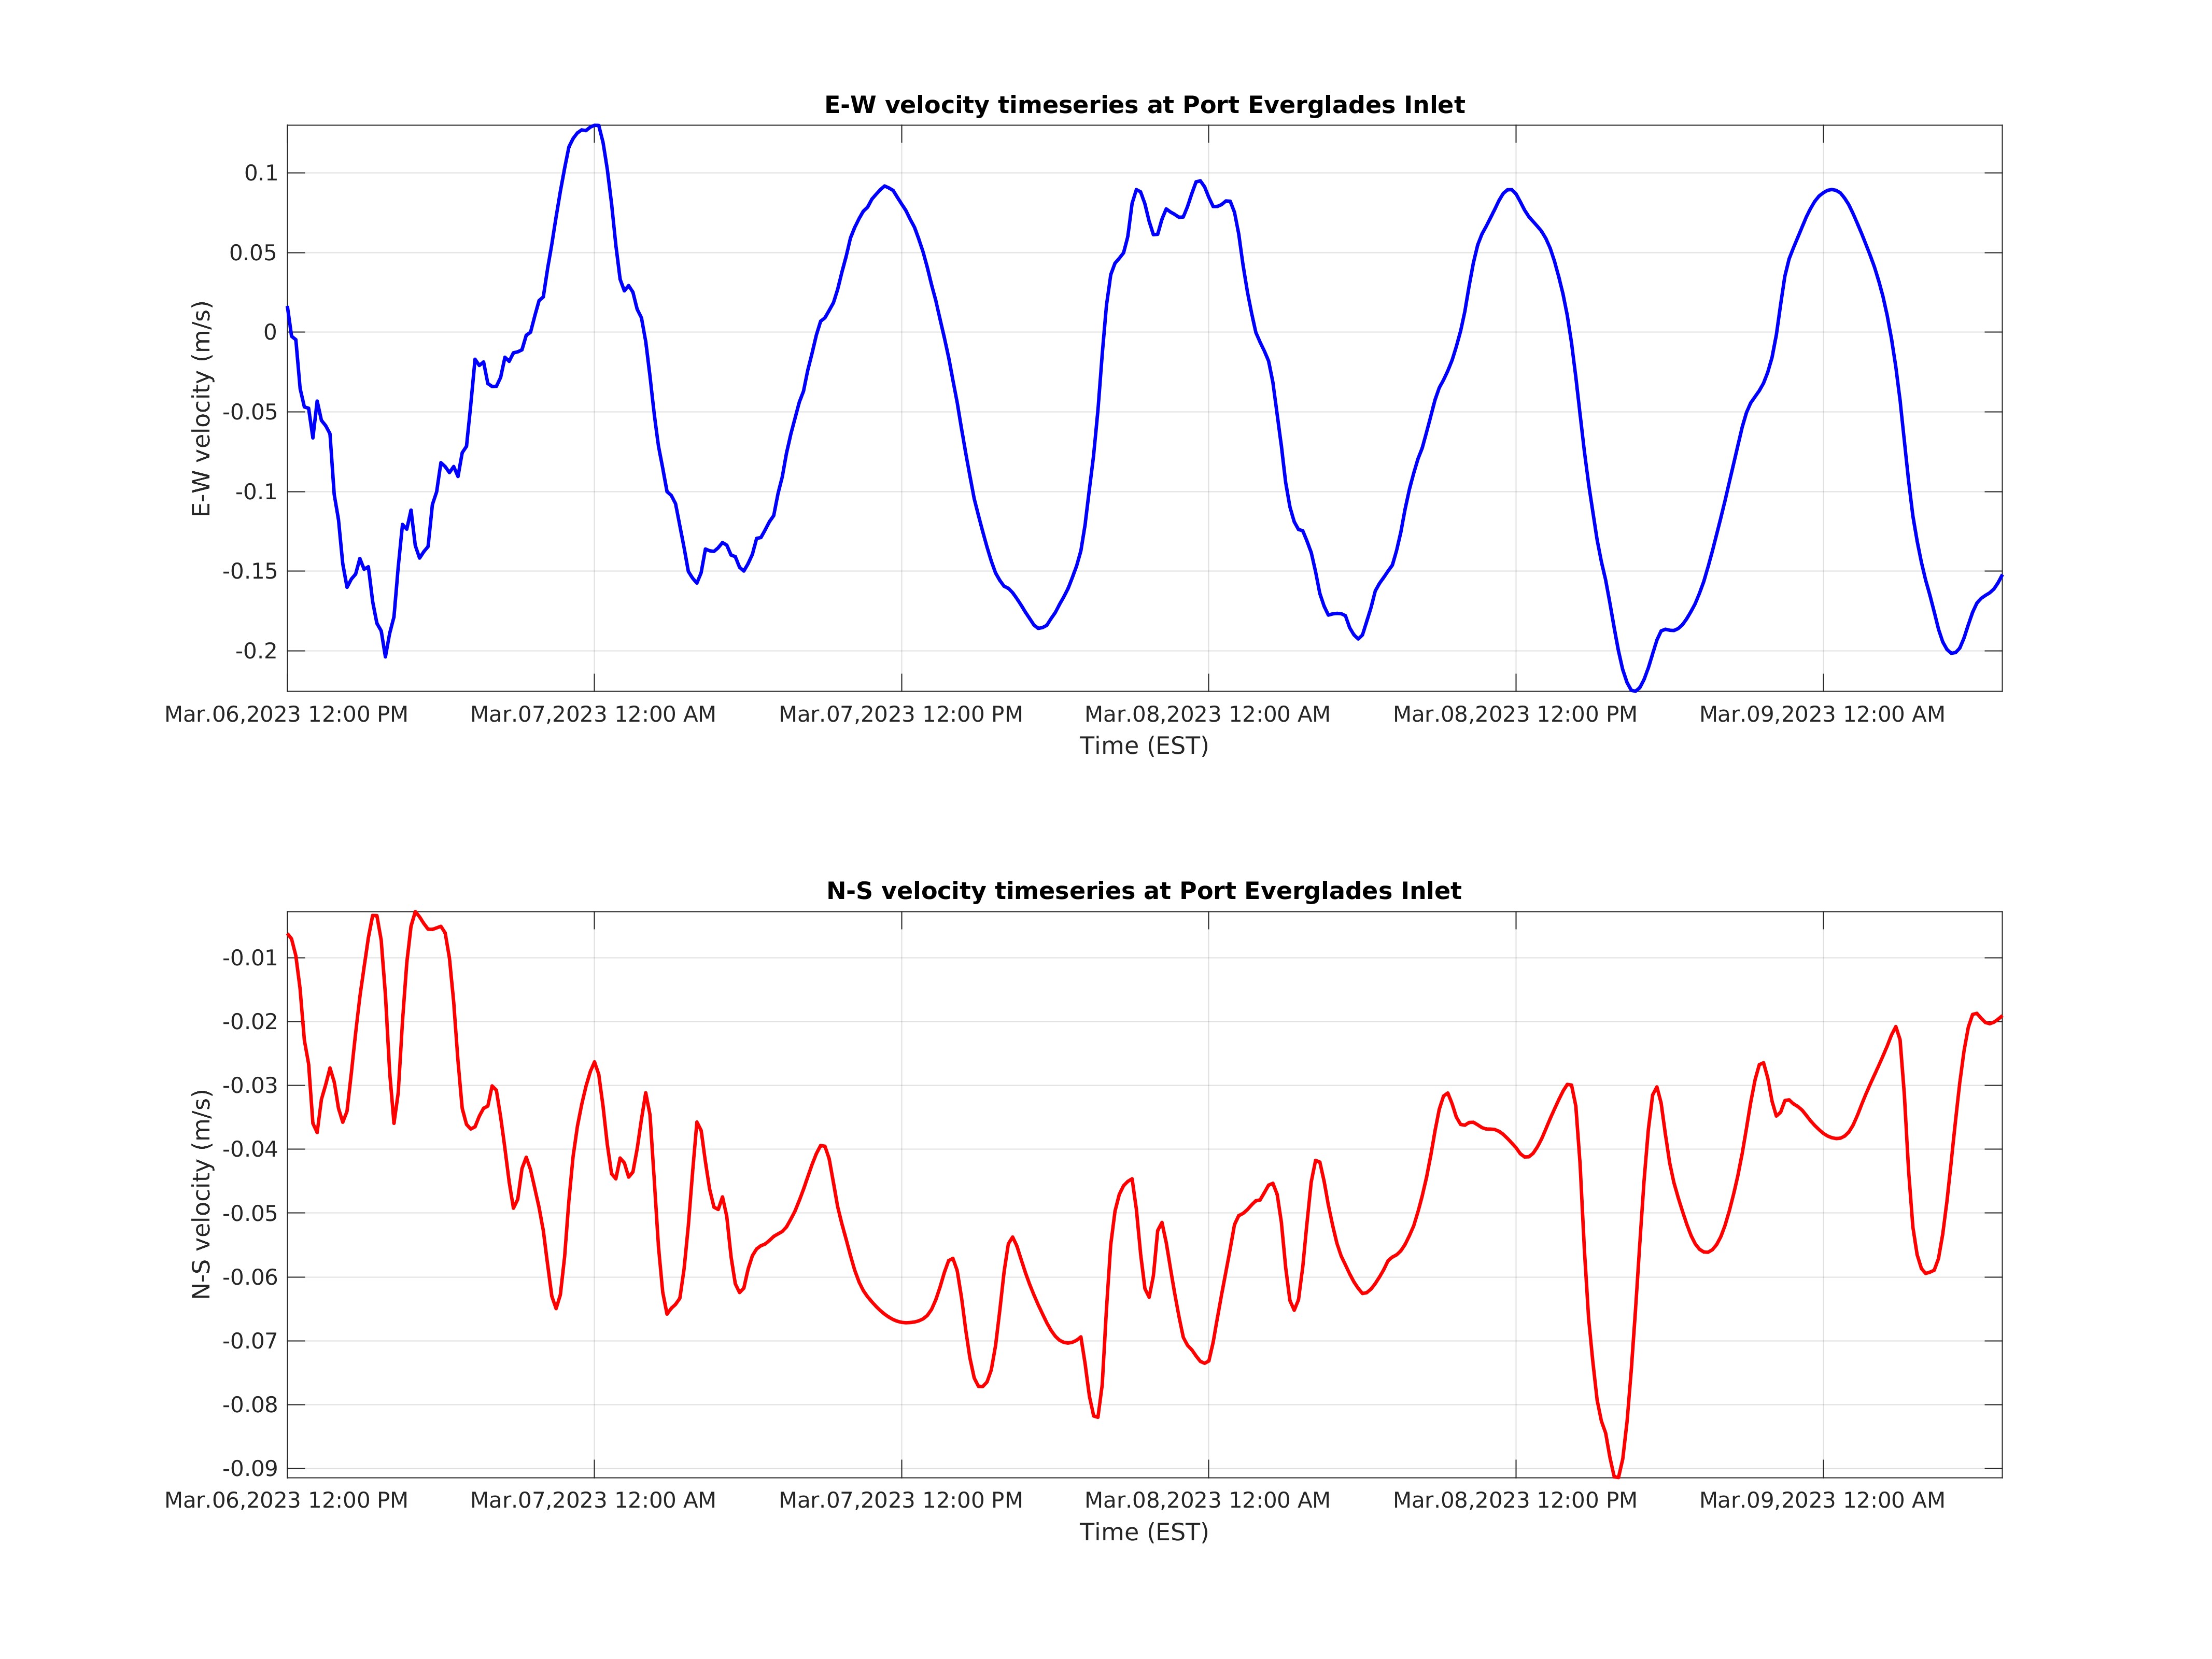 E-W velocity timeseries at Port Everglades Inlet
E-W velocity (m/s)
0.1
0.05
0
-0.05
-0.1
-0.15
-0.2
Mar.06,2023 12:00 PM Mar.07,2023 12:00 AM Mar.07,2023 12:00 PM Mar.08,2023 12:00 AM Mar.08,2023 12:00 PM Mar.09,2023 12:00 AM
Time (EST)
N-S velocity timeseries at Port Everglades Inlet
N-S velocity (m/s)
-0.01
-0.02
-0.03
-0.04
-0.05
-0.06
-0.07
-0.08
-0.09
Mar.06,2023 12:00 PM Mar.07,2023 12:00 AM Mar.07,2023 12:00 PM Mar.08,2023 12:00 AM Mar.08,2023 12:00 PM Mar.09,2023 12:00 AM
Time (EST)